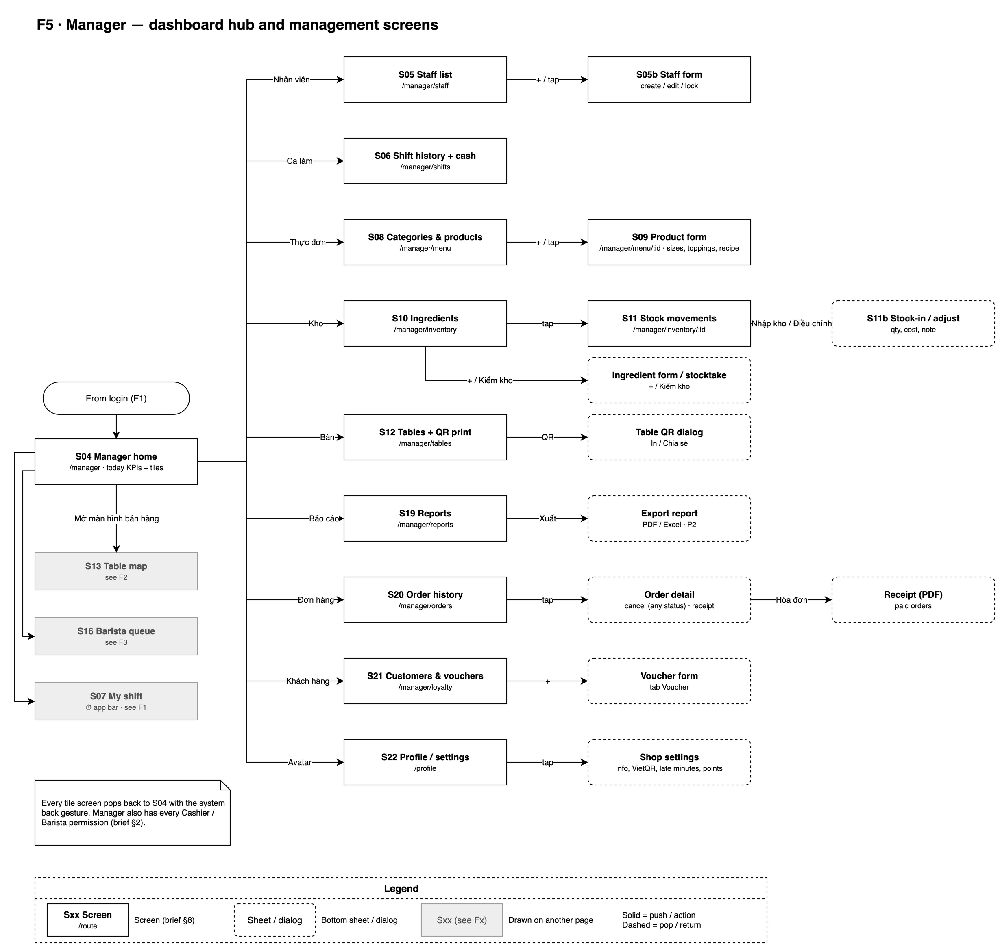 F5 · Manager — dashboard hub and management screens
Nhân viên
S05 Staff list
/manager/staff
+ / tap
S05b Staff form
create / edit / lock
Ca làm
S06 Shift history + cash
/manager/shifts
Thực đơn
S08 Categories & products
/manager/menu
+ / tap
S09 Product form
/manager/menu/:id · sizes, toppings, recipe
Kho
S10 Ingredients
/manager/inventory
tap
S11 Stock movements
/manager/inventory/:id
Nhập kho / Điều chỉnh
S11b Stock-in / adjust
qty, cost, note
+ / Kiểm kho
Ingredient form / stocktake
+ / Kiểm kho
From login (F1)
S04 Manager home
/manager · today KPIs + tiles
Bàn
S12 Tables + QR print
/manager/tables
QR
Table QR dialog
In / Chia sẻ
Mở màn hình bán hàng
Báo cáo
S19 Reports
/manager/reports
Xuất
Export report
PDF / Excel · P2
S13 Table map
see F2
Đơn hàng
S20 Order history
/manager/orders
tap
Order detail
cancel (any status) · receipt
Hóa đơn
Receipt (PDF)
paid orders
S16 Barista queue
see F3
Khách hàng
S21 Customers & vouchers
/manager/loyalty
+
Voucher form
tab Voucher
S07 My shift
⏱ app bar · see F1
Avatar
S22 Profile / settings
/profile
tap
Shop settings
info, VietQR, late minutes, points
Every tile screen pops back to S04 with the system
back gesture. Manager also has every Cashier /
Barista permission (brief §2).
Legend
Sxx Screen
/route
Screen (brief §8)
Sheet / dialog
Bottom sheet / dialog
Sxx (see Fx)
Drawn on another page
Solid = push / action
Dashed = pop / return